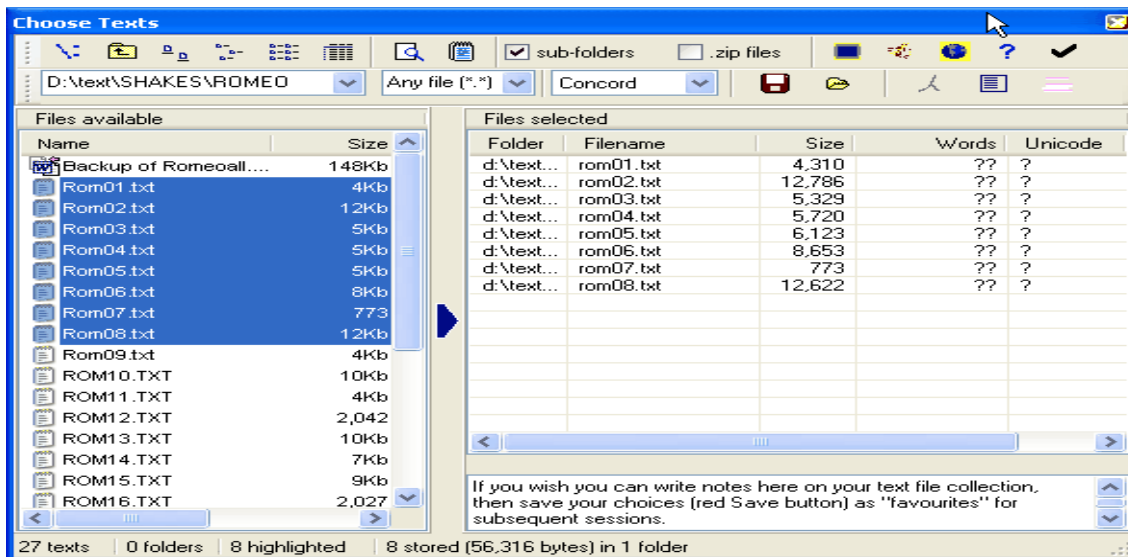 Choose Texts
sub-folders .zip files ?
D:\text\SHAKES\ROMEO Any file (*.*) Concord
Files available Files selected
Name Size
Backup of Romeoall.... 148Kb
Rom01.txt 4Kb
Rom02.txt 12Kb
Rom03.txt 5Kb
Rom04.txt 5Kb
Rom05.txt 5Kb
Rom06.txt 8Kb
Rom07.txt 773
Rom08.txt 12Kb
Rom09.txt 4Kb
ROM10.TXT 10Kb
ROM11.TXT 4Kb
ROM12.TXT 2,042
ROM13.TXT 10Kb
ROM14.TXT 7Kb
ROM15.TXT 9Kb
ROM16.TXT 2,027
Folder Filename Size Words Unicode
d:\text... rom01.txt 4,310 ?? ?
d:\text... rom02.txt 12,786 ?? ?
d:\text... rom03.txt 5,329 ?? ?
d:\text... rom04.txt 5,720 ?? ?
d:\text... rom05.txt 6,123 ?? ?
d:\text... rom06.txt 8,653 ?? ?
d:\text... rom07.txt 773 ?? ?
d:\text... rom08.txt 12,622 ?? ?
If you wish you can write notes here on your text file collection,
then save your choices (red Save button) as "favourites" for
subsequent sessions.
27 texts 0 folders 8 highlighted 8 stored (56,316 bytes) in 1 folder